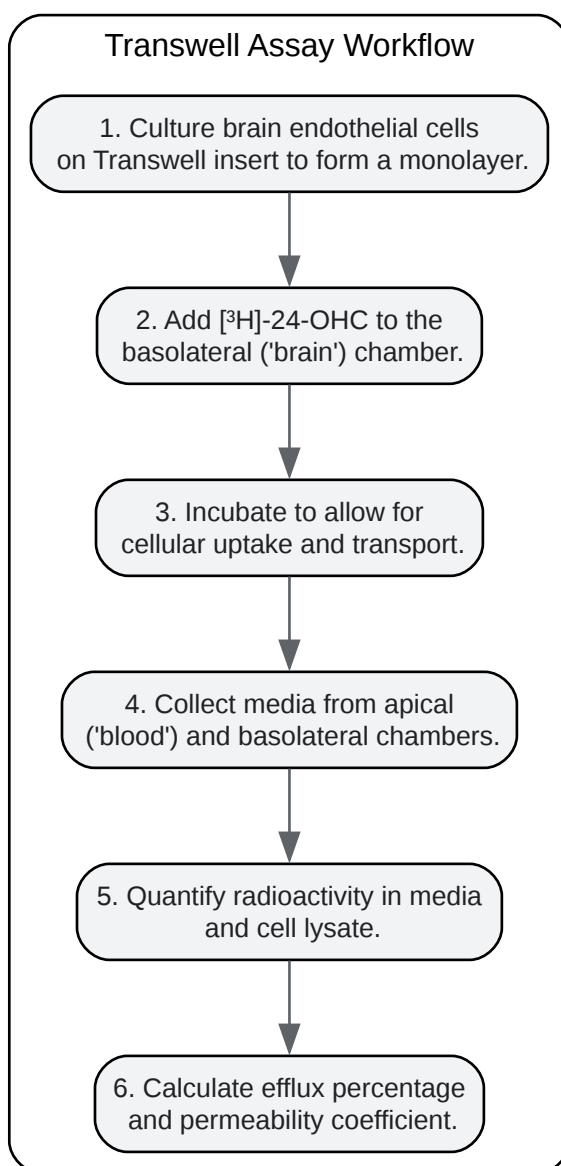 Transwell Assay Workflow
1. Culture brain endothelial cells
on Transwell insert to form a monolayer.
2. Add [³H]-24-OHC to the
basolateral ('brain') chamber.
3. Incubate to allow for
cellular uptake and transport.
4. Collect media from apical
('blood') and basolateral chambers.
5. Quantify radioactivity in media
and cell lysate.
6. Calculate efflux percentage
and permeability coefficient.